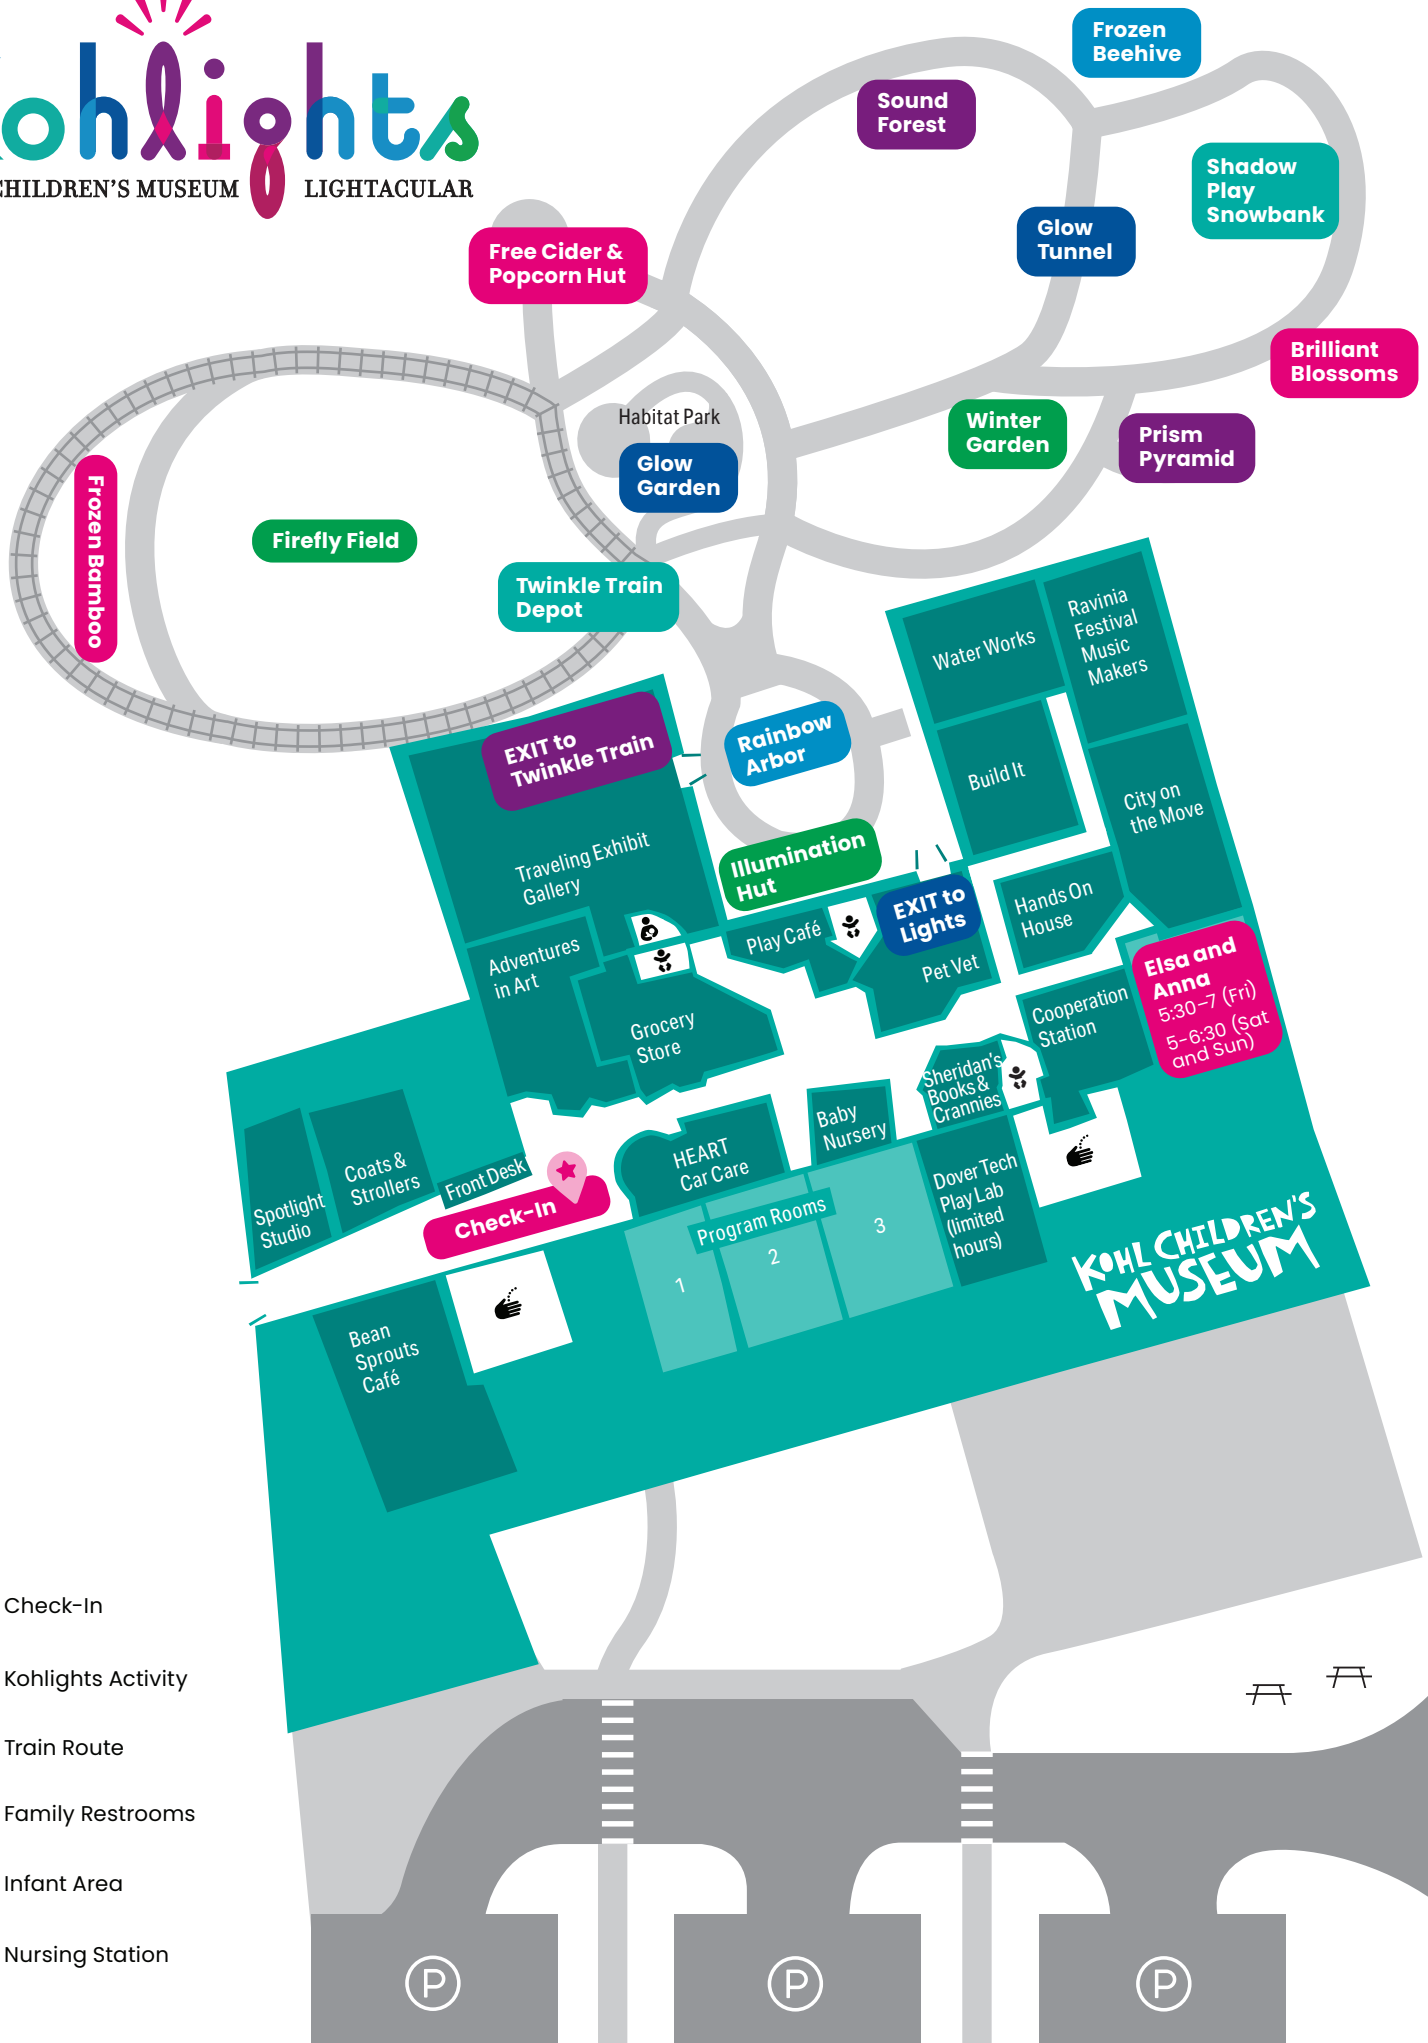 ohlights
CHILDREN'S MUSEUM LIGHTACULAR
Frozen
Beehive
Sound
Forest
Shadow
Play
Snowbank
Glow
Tunnel
Free Cider &
Popcorn Hut
Brilliant
Blossoms
Habitat Park
Winter
Garden
Prism
Pyramid
Glow
Garden
Frozen Bamboo
Firefly Field
Twinkle Train
Depot
Ravinia
Festival
Music
Makers
Water Works
EXIT to
Twinkle Train
Rainbow
Arbor
Build It
City on
the Move
Traveling Exhibit
Gallery
Illumination
Hut
EXIT to
Lights
Hands On
House
Play Café
Adventures
in Art
Pet Vet
Elsa and
Anna
5:30–7 (Fri)
5–6:30 (Sat
and Sun)
Grocery
Store
Cooperation
Station
Sheridan's
Books &
Crannies
Baby
Nursery
HEART
Car Care
Coats &
Strollers
Front Desk
Spotlight
Studio
Check-In
Program Rooms
1
2
3
Dover Tech
Play Lab
(limited
hours)
KOHL CHILDREN'S
MUSEUM
Bean
Sprouts
Café
Check-In
Kohlights Activity
Train Route
Family Restrooms
Infant Area
Nursing Station
P
P
P